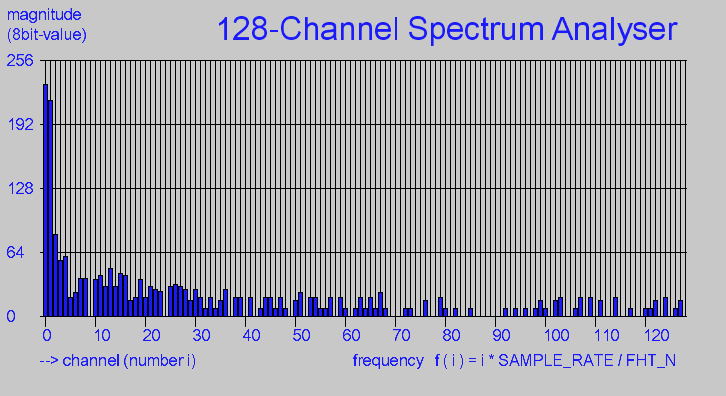 magnitude
(8bit-value)
128-Channel Spectrum Analyser
256
192
128
64
0
0 10 20 30 40 50 60 70 80 90 100 110 120
--> channel (number i)
frequency f ( i ) = i * SAMPLE_RATE / FHT_N